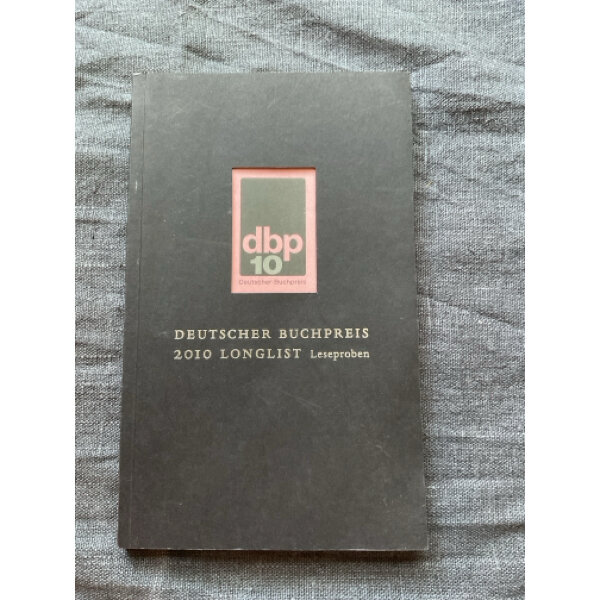 dbp
10
Deutscher Buchpreis
DEUTSCHER BUCHPREIS
2010 LONGLIST Leseproben